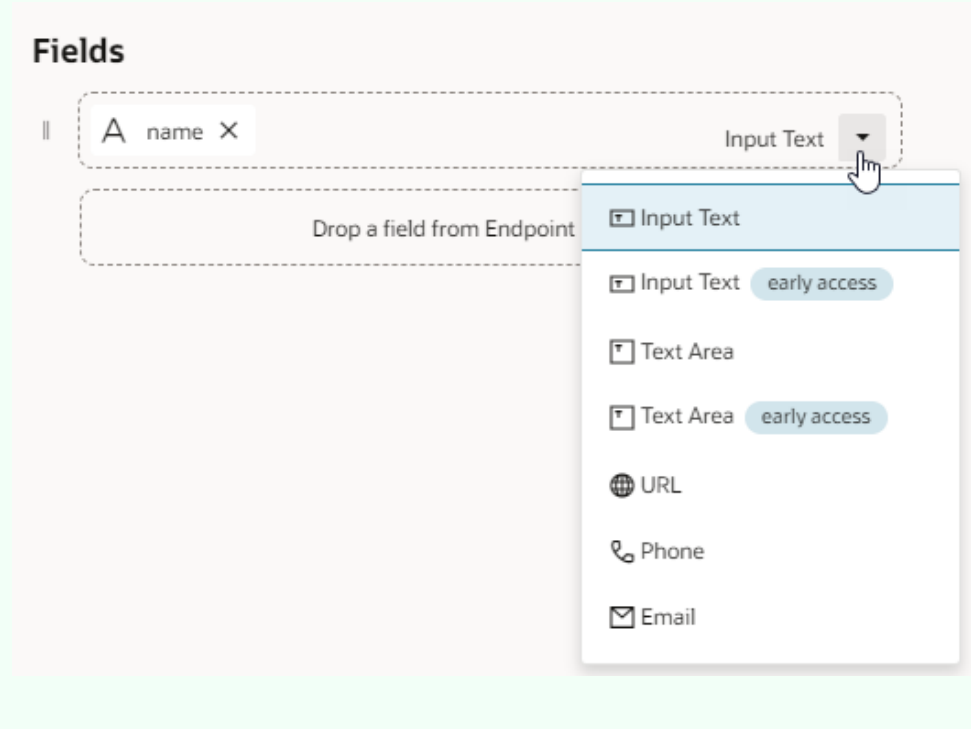 Fields
A name ×
Input Text
Drop a field from Endpoint
Input Text
Input Text early access
Text Area
Text Area early access
URL
Phone
Email